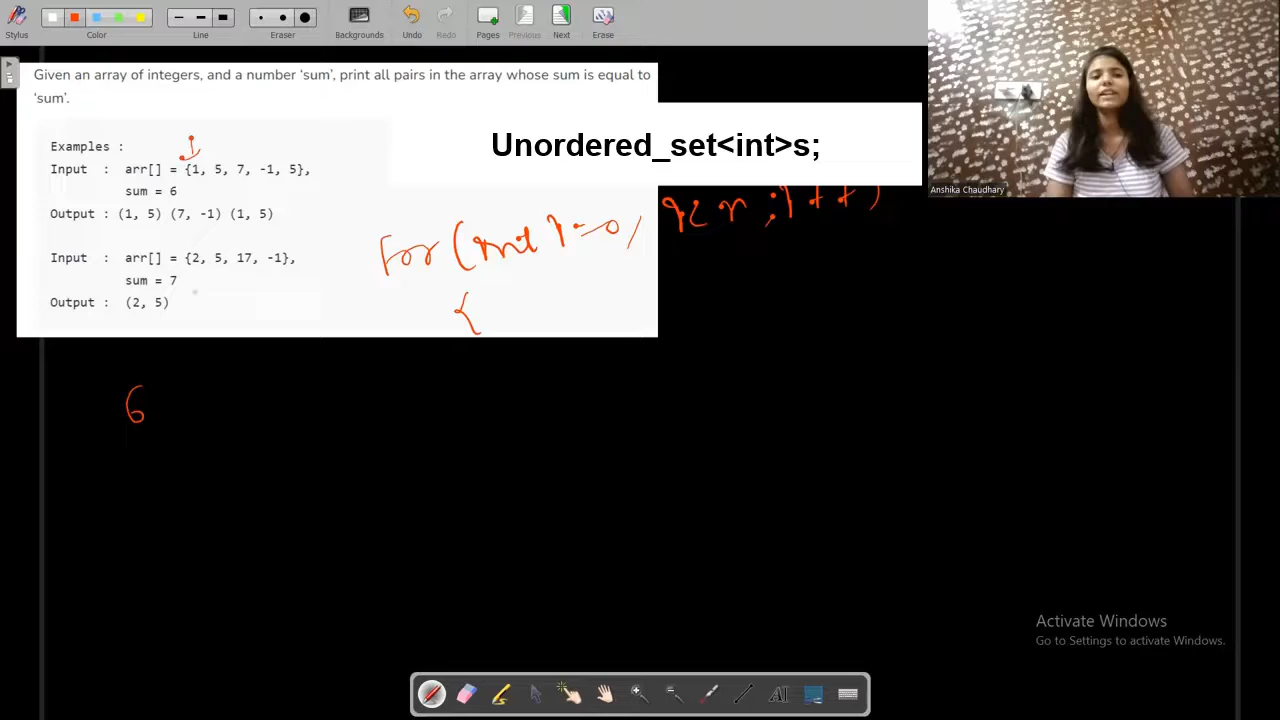 Stylus
Color
Line
Eraser
Backgrounds
Undo
Redo
Pages
Previous
Next
Erase
Given an array of integers, and a number ‘sum’, print all pairs in the array whose sum is equal to
‘sum’.
Examples :
Input : arr[] = {1, 5, 7, -1, 5},
sum = 6
Output : (1, 5) (7, -1) (1, 5)
Input : arr[] = {2, 5, 17, -1},
sum = 7
Output : (2, 5)
i
Unordered_set<int>s;
for (int i=0; i<n; i++)
{
6
Anshika Chaudhary
Activate Windows
Go to Settings to activate Windows.
AI